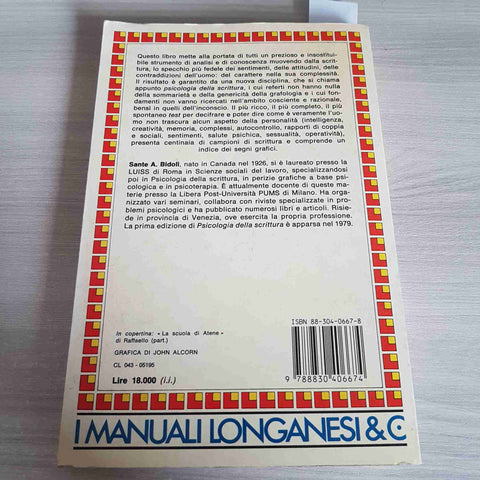 Questo libro mette alla portata di tutti un prezioso e insostitui-
bile strumento di analisi e di conoscenza muovendo dalla scrit-
tura, lo specchio più fedele dei sentimenti, delle attitudini, delle
contraddizioni dell'uomo: del carattere nella sua complessità.
Il risultato è garantito da una nuova disciplina, che si chiama
appunto psicologia della scrittura, i cui referti non hanno nulla
della sommarietà e della genericità della grafologia e i cui fon-
damenti non vanno ricercati nell'ambito cosciente e razionale,
bensì in quelli dell'inconscio. Il più ricco, il più completo, il più
spontaneo test per decifrare e poter dire come è veramente l'uo-
mo non trascura alcun aspetto della personalità (intelligenza,
creatività, memoria, complessi, autocontrollo, rapporti di coppia
e sociali, sentimenti, salute psichica, sessualità, operatività),
presenta centinaia di campioni di scrittura e comprende un
indice dei segni grafici.
Sante A. Bidoli, nato in Canada nel 1926, si è laureato presso la
LUISS di Roma in Scienze sociali del lavoro, specializzandosi
poi in Psicologia della scrittura, in perizie grafiche a base psi-
cologica e in psicoterapia. È attualmente docente di queste ma-
terie presso la Libera Post-Università PUMS di Milano. Ha orga-
nizzato vari seminari, collabora con riviste specializzate in pro-
blemi psicologici e ha pubblicato numerosi libri e articoli. Risie-
de in provincia di Venezia, ove esercita la propria professione.
La prima edizione di Psicologia della scrittura è apparsa nel 1979.
ISBN 88-304-0667-8
In copertina: « La scuola di Atene »
di Raffaello (part.)
GRAFICA DI JOHN ALCORN
CL 043 - 05195
Lire 18.000 (i.i.)
9 788830 406674
I MANUALI LONGANESI & C